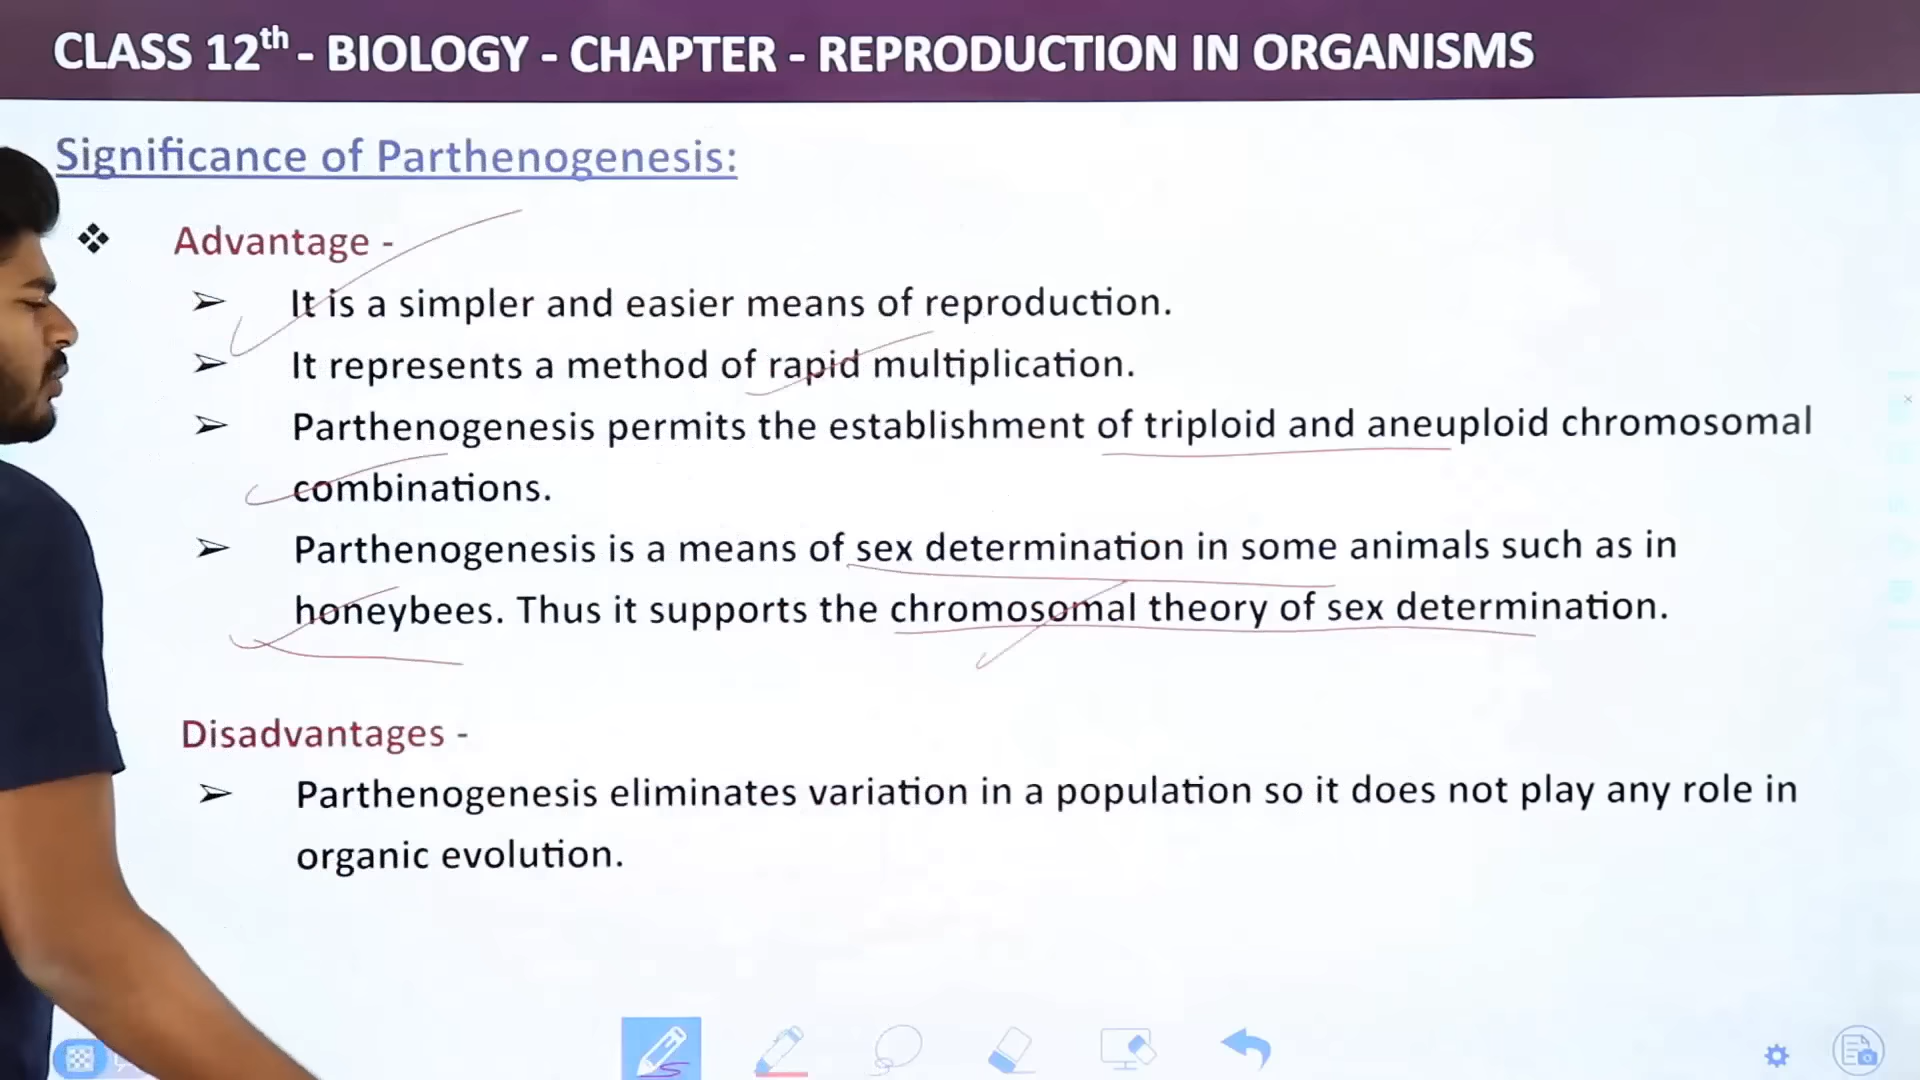 CLASS 12th - BIOLOGY - CHAPTER - REPRODUCTION IN ORGANISMS
Significance of Parthenogenesis:
❖ Advantage -
➢ It is a simpler and easier means of reproduction.
➢ It represents a method of rapid multiplication.
➢ Parthenogenesis permits the establishment of triploid and aneuploid chromosomal
combinations.
➢ Parthenogenesis is a means of sex determination in some animals such as in
honeybees. Thus it supports the chromosomal theory of sex determination.
Disadvantages -
➢ Parthenogenesis eliminates variation in a population so it does not play any role in
organic evolution.